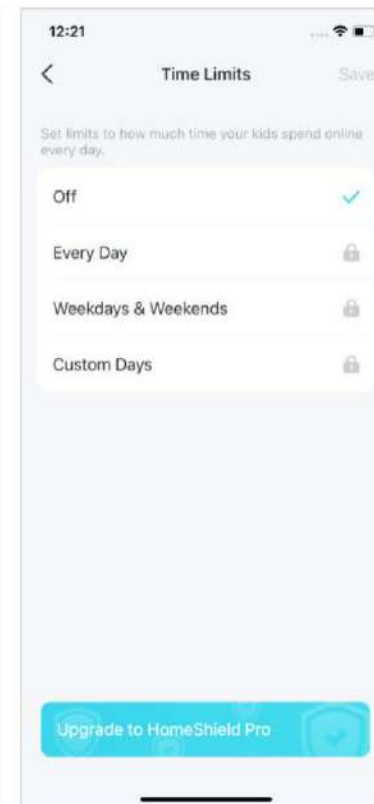 12:21
Time Limits
Save
Set limits to how much time your kids spend online
every day.
Off
Every Day
Weekdays & Weekends
Custom Days
Upgrade to HomeShield Pro